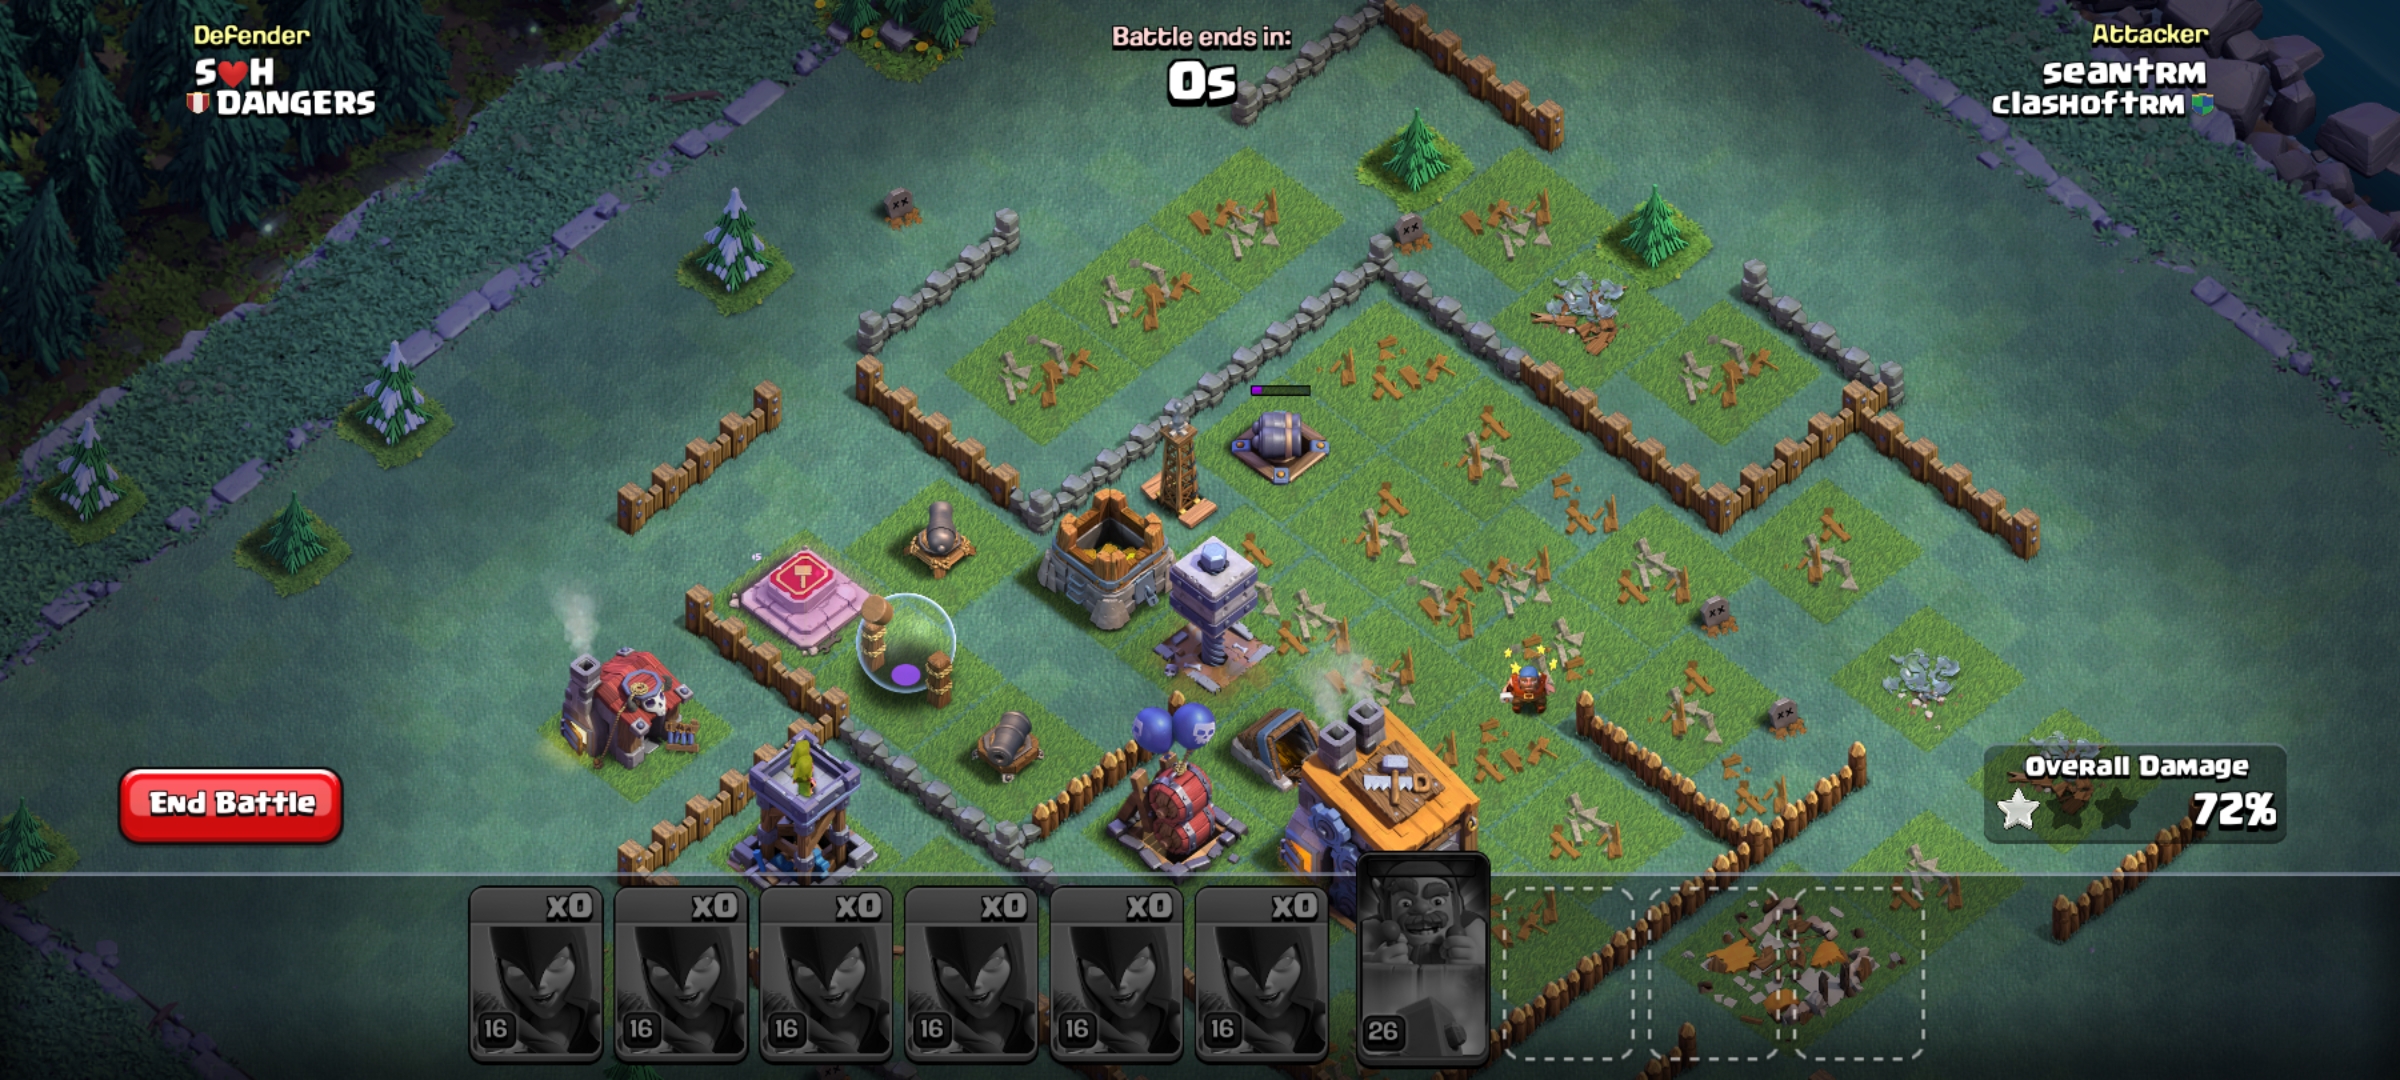 Defender
S❤️H
DANGERS
Battle ends in:
0s
Attacker
seantRM
clashoftRM
End Battle
Overall Damage
72%
x0
x0
x0
x0
x0
x0
16
16
16
16
16
16
26